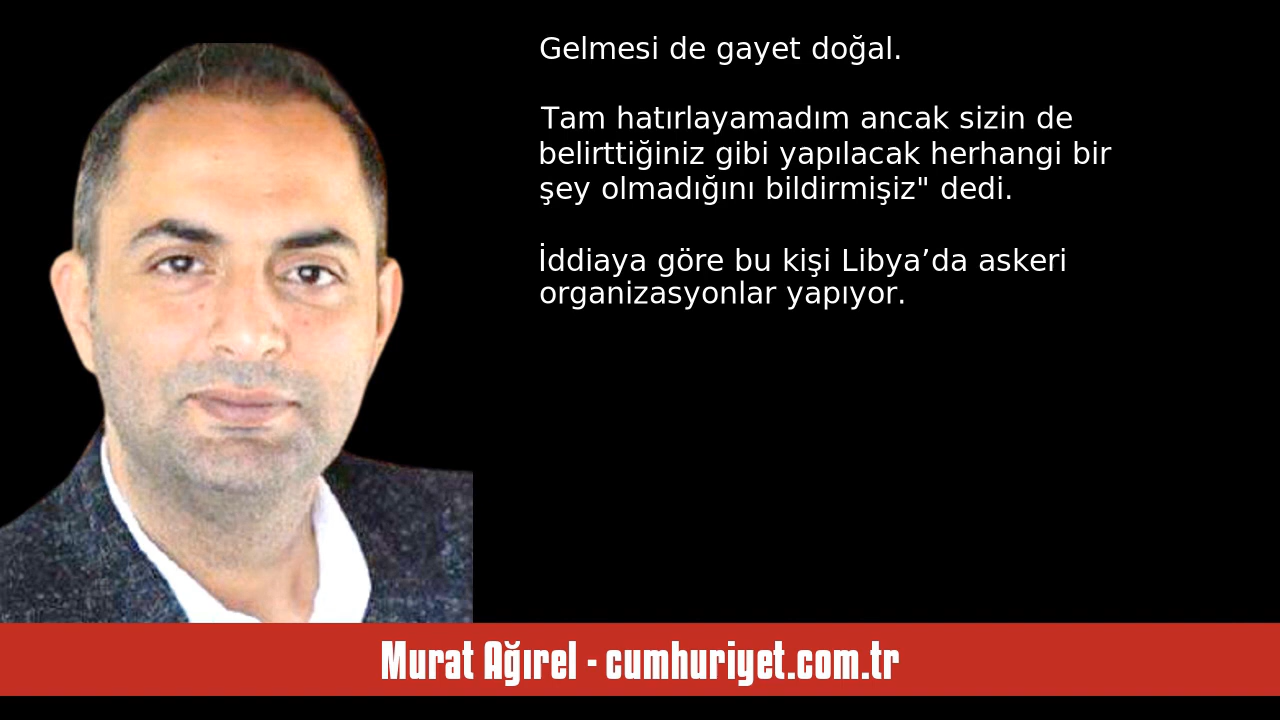 Gelmesi de gayet doğal.
Tam hatırlayamadım ancak sizin de
belirttiğiniz gibi yapılacak herhangi bir
şey olmadığını bildirmişiz" dedi.
İddiaya göre bu kişi Libya’da askeri
organizasyonlar yapıyor.
Murat Ağırel - cumhuriyet.com.tr